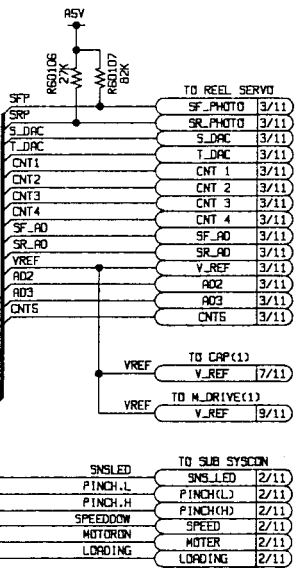 A5V
R60106
27K
R60107
82K
TO REEL SERVO
SFP SF_PHOTO 3/11
SRP SR_PHOTO 3/11
S_DAC S_DAC 3/11
T_DAC T_DAC 3/11
CNT1 CNT 1 3/11
CNT2 CNT 2 3/11
CNT3 CNT 3 3/11
CNT4 CNT 4 3/11
SF_AD SF_AD 3/11
SR_AD SR_AD 3/11
VREF V_REF 3/11
AD2 AD2 3/11
AD3 AD3 3/11
CNT5 CNT5 3/11
TO CAP(1)
VREF V_REF 7/11
TO M_DRIVE(1)
VREF V_REF 9/11
TO SUB SYSCON
SNSLED SNS_LED 2/11
PINCH.L PINCH(L) 2/11
PINCH.H PINCH(H) 2/11
SPEEDDOW SPEED 2/11
MOTORON MOTER 2/11
LOADING LOADING 2/11